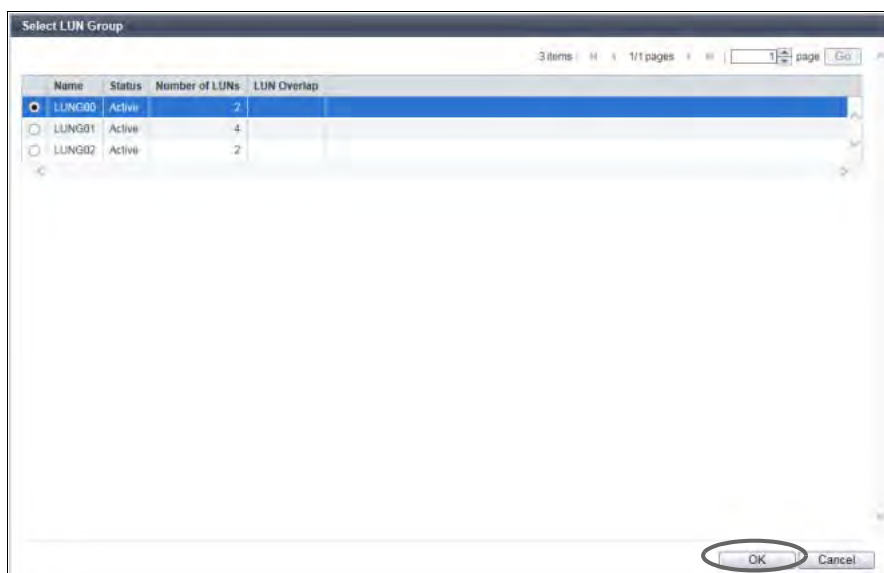 Select LUN Group
3 items 1/1 pages 1 page Go
Name Status Number of LUNs LUN Overlap
LUNG00 Active 2
LUNG01 Active 4
LUNG02 Active 2
OK Cancel